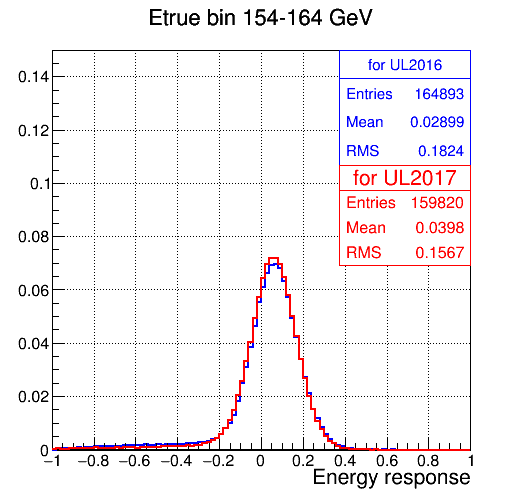 Etrue bin 154-164 GeV
for UL2016
Entries 164893
Mean 0.02899
RMS 0.1824
for UL2017
Entries 159820
Mean 0.0398
RMS 0.1567
0.14
0.12
0.1
0.08
0.06
0.04
0.02
0
−1 −0.8 −0.6 −0.4 −0.2 0 0.2 0.4 0.6 0.8 1
Energy response